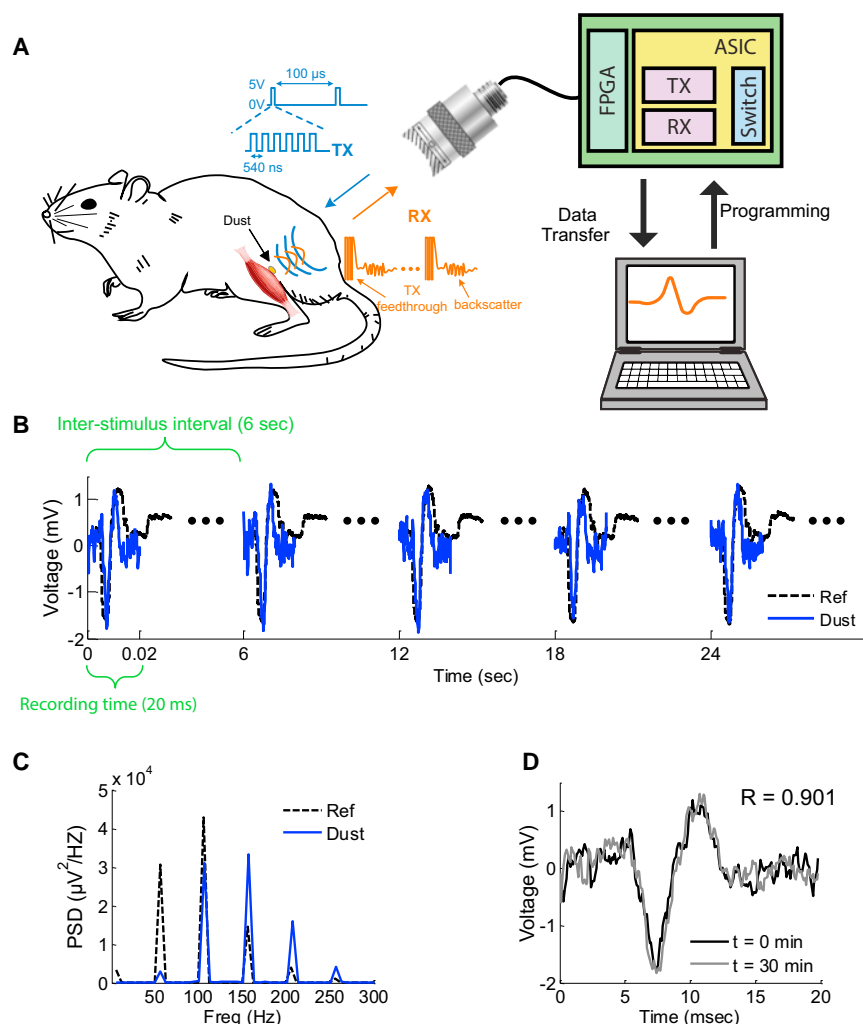 A
5V
0V
100 µs
TX
540 ns
Dust
RX
TX
feedthrough
backscatter
FPGA
ASIC
TX
RX
Switch
Data
Transfer
Programming
B
Inter-stimulus interval (6 sec)
Voltage (mV)
1
0
-1
-2
Ref
Dust
0
0.02
6
12
18
24
Time (sec)
Recording time (20 ms)
C
x 10^4
5
4
3
2
1
0
PSD (µV^2/HZ)
Ref
Dust
50
100
150
200
250
300
Freq (Hz)
D
R = 0.901
Voltage (mV)
1
0
-1
-2
t = 0 min
t = 30 min
0
5
10
15
20
Time (msec)